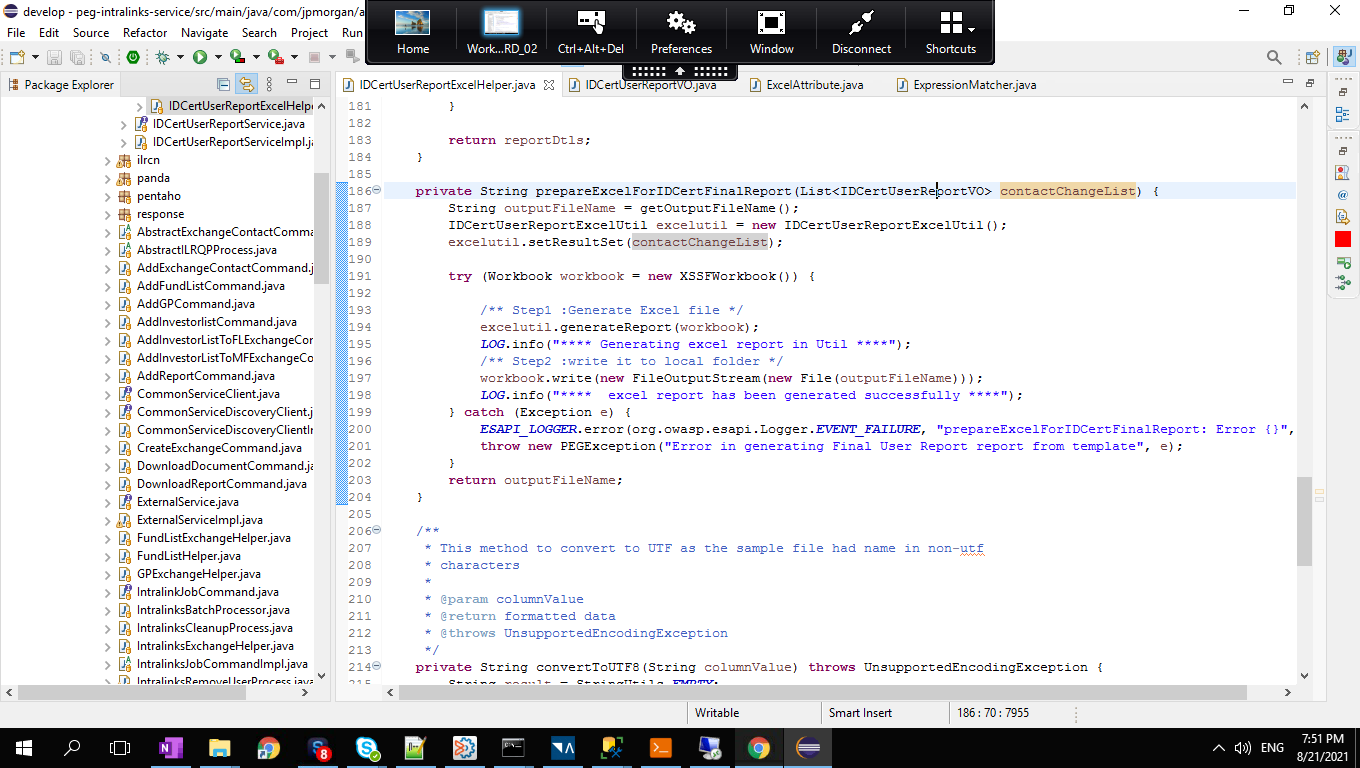 develop - peg-intralinks-service/src/main/java/com/jpmorgan/a
File Edit Source Refactor Navigate Search Project Run
Home
Work...RD_02
Ctrl+Alt+Del
Preferences
Window
Disconnect
Shortcuts
Package Explorer
IDCertUserReportExcelHelp
IDCertUserReportService.java
IDCertUserReportServiceImpl.ja
ilrcn
panda
pentaho
response
AbstractExchangeContactComma
AbstractILRQPProcess.java
AddExchangeContactCommand.j
AddFundListCommand.java
AddGPCommand.java
AddInvestorlistCommand.java
AddInvestorListToFLExchangeCor
AddInvestorListToMFExchangeCo
AddReportCommand.java
CommonServiceClient.java
CommonServiceDiscoveryClient.j
CommonServiceDiscoveryClientIr
CreateExchangeCommand.java
DownloadDocumentCommand.ja
DownloadReportCommand.java
ExternalService.java
ExternalServiceImpl.java
FundListExchangeHelper.java
FundListHelper.java
GPExchangeHelper.java
IntralinkJobCommand.java
IntralinksBatchProcessor.java
IntralinksCleanupProcess.java
IntralinksExchangeHelper.java
IntralinksJobCommandImpl.java
IntralinksRemoveUserProcess.java
IDCertUserReportExcelHelper.java
IDCertUserReportVO.java
ExcelAttribute.java
ExpressionMatcher.java
181 }
182
183 return reportDtls;
184 }
185
186 private String prepareExcelForIDCertFinalReport(List<IDCertUserReportVO> contactChangeList) {
187 String outputFileName = getOutputFileName();
188 IDCertUserReportExcelUtil excelutil = new IDCertUserReportExcelUtil();
189 excelutil.setResultSet(contactChangeList);
190
191 try (Workbook workbook = new XSSFWorkbook()) {
192
193 /** Step1 :Generate Excel file */
194 excelutil.generateReport(workbook);
195 LOG.info("**** Generating excel report in Util ****");
196 /** Step2 :write it to local folder */
197 workbook.write(new FileOutputStream(new File(outputFileName)));
198 LOG.info("****  excel report has been generated successfully ****");
199 } catch (Exception e) {
200 ESAPI_LOGGER.error(org.owasp.esapi.Logger.EVENT_FAILURE, "prepareExcelForIDCertFinalReport: Error {}",
201 throw new PEGException("Error in generating Final User Report report from template", e);
202 }
203 return outputFileName;
204 }
205
206 /**
207 * This method to convert to UTF as the sample file had name in non-utf
208 * characters
209 *
210 * @param columnValue
211 * @return formatted data
212 * @throws UnsupportedEncodingException
213 */
214 private String convertToUTF8(String columnValue) throws UnsupportedEncodingException {
215 String result = StringUtils.EMPTY;
Writable
Smart Insert
186 : 70 : 7955
8
ENG
7:51 PM
8/21/2021